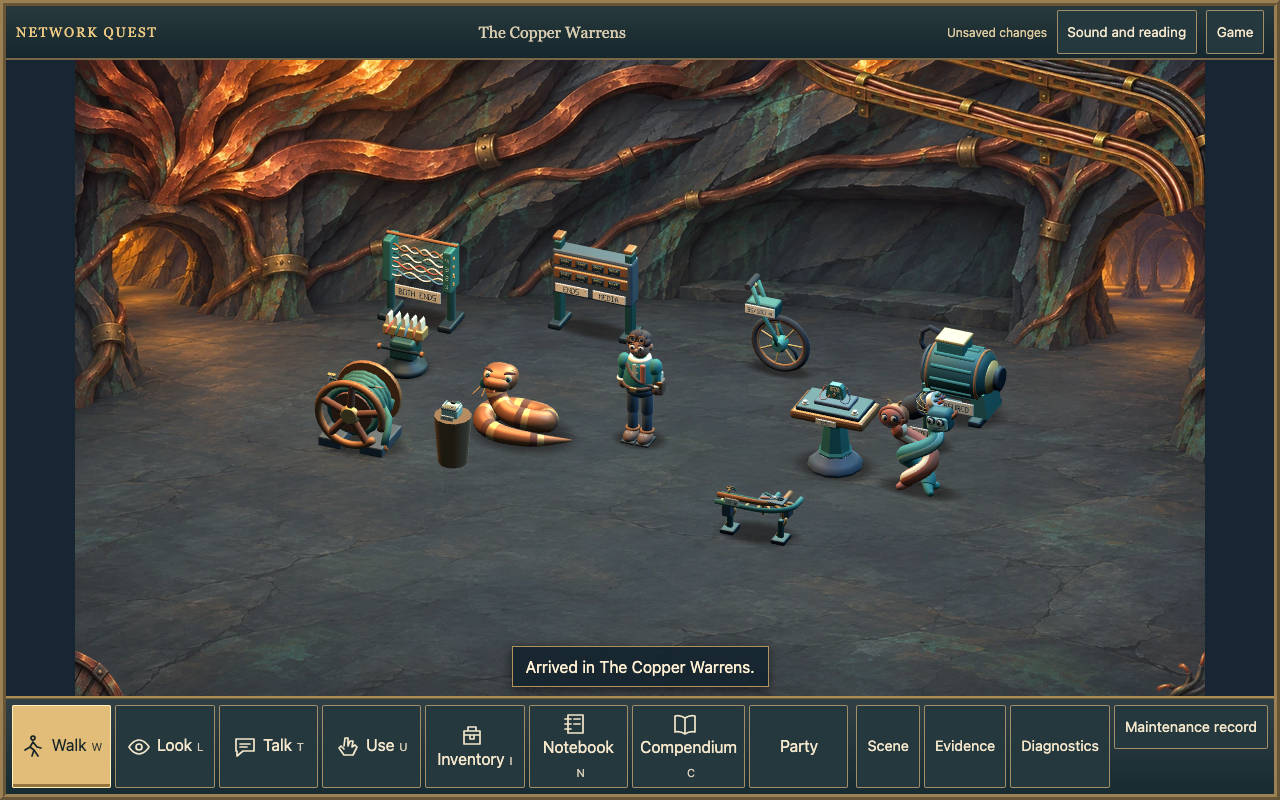 NETWORK QUEST
The Copper Warrens
Unsaved changes
Sound and reading
Game
BOTH ENDS
ENDS
MEDIA
Arrived in The Copper Warrens.
Walk W
Look L
Talk T
Use U
Inventory I
Notebook
N
Compendium
C
Party
Scene
Evidence
Diagnostics
Maintenance record